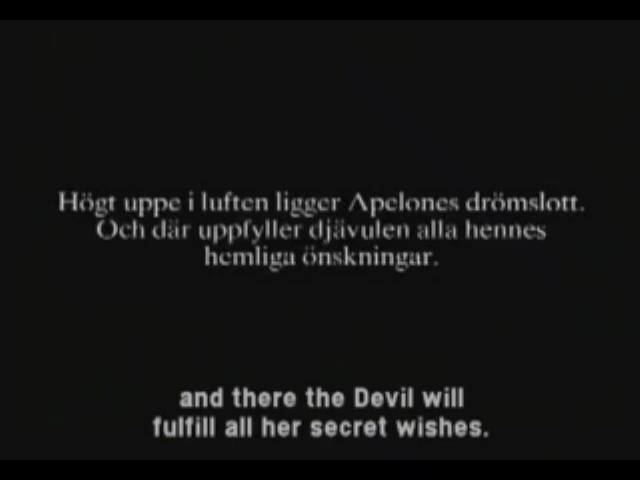 Högt uppe i luften ligger Apelones drömslott.
Och där uppfyller djävulen alla hennes
hemliga önskningar.
and there the Devil will
fulfill all her secret wishes.